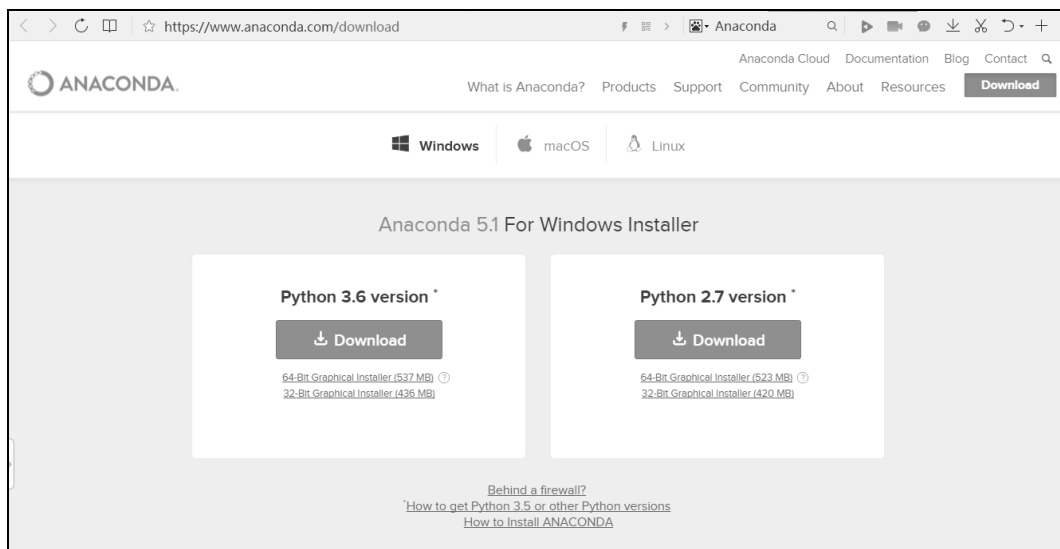 https://www.anaconda.com/download
Anaconda
Anaconda Cloud Documentation Blog Contact
ANACONDA.
What is Anaconda? Products Support Community About Resources Download
Windows macOS Linux
Anaconda 5.1 For Windows Installer
Python 3.6 version *
Download
64-Bit Graphical Installer (537 MB) ?
32-Bit Graphical Installer (436 MB)
Python 2.7 version *
Download
64-Bit Graphical Installer (523 MB) ?
32-Bit Graphical Installer (420 MB)
Behind a firewall?
*How to get Python 3.5 or other Python versions
How to Install ANACONDA